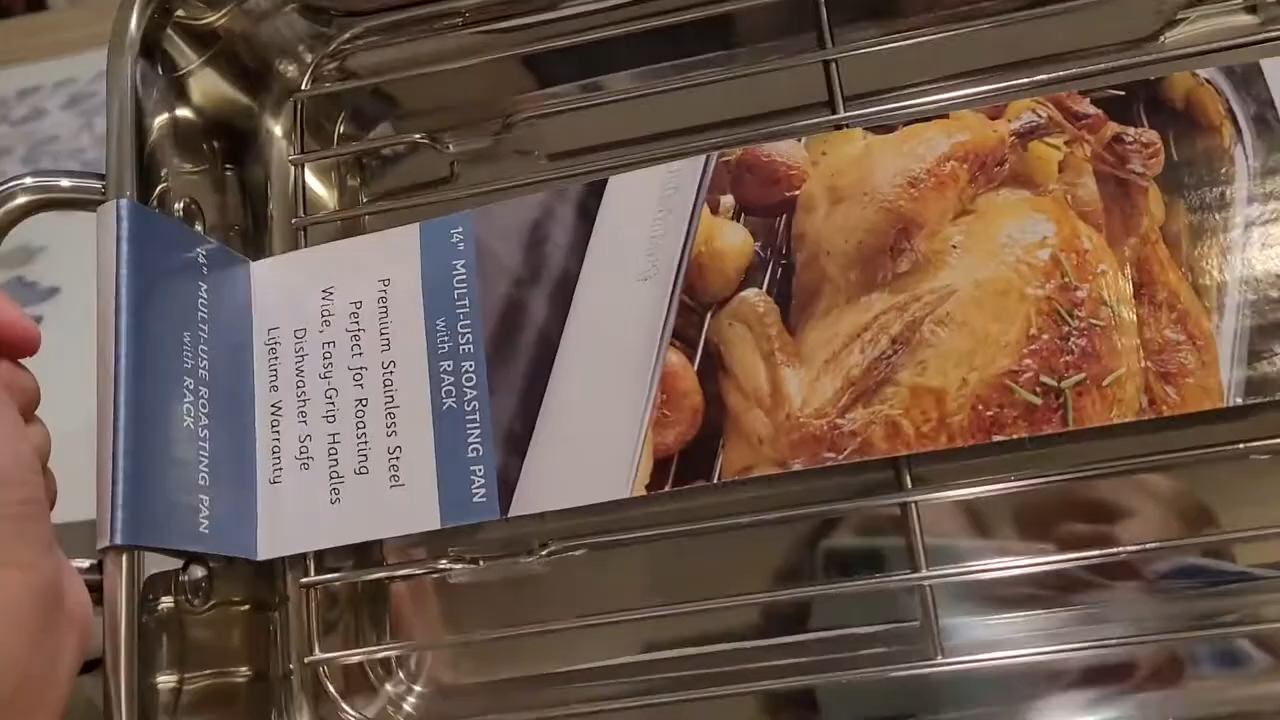 14" MULTI-USE ROASTING PAN
with RACK
Premium Stainless Steel
Perfect for Roasting
Wide, Easy-Grip Handles
Dishwasher Safe
Lifetime Warranty
14" MULTI-USE ROASTING PAN
with RACK